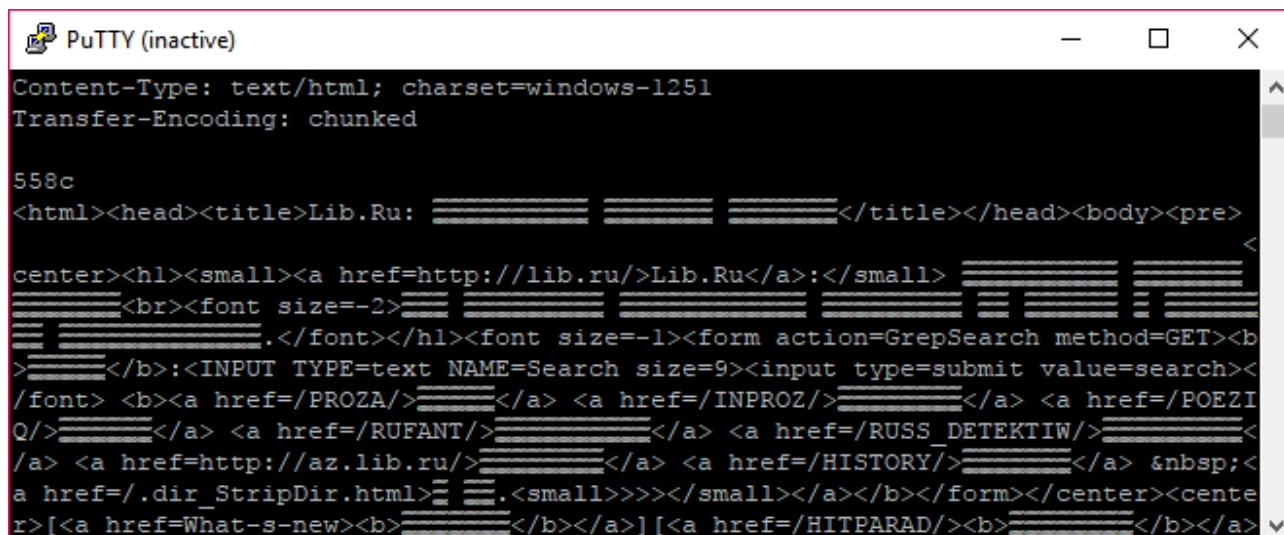 PuTTY (inactive)
Content-Type: text/html; charset=windows-1251
Transfer-Encoding: chunked
558c
<html><head><title>Lib.Ru: </title></head><body><pre>
<
center><h1><small><a href=http://lib.ru/>Lib.Ru</a>:</small>
<br><font size=-2>
.</font></h1><font size=-1><form action=GrepSearch method=GET><b
></b>:<INPUT TYPE=text NAME=Search size=9><input type=submit value=search><
/font> <b><a href=/PROZA/></a> <a href=/INPROZ/></a> <a href=/POEZI
Q/></a> <a href=/RUFANT/></a> <a href=/RUSS_DETEKTIW/><
/a> <a href=http://az.lib.ru/></a> <a href=/HISTORY/></a> &nbsp;<
a href=/.dir_StripDir.html>.<small>>>></small></a></b></form></center><cente
r>[<a href=What-s-new><b></b></a>][<a href=/HITPARAD/><b></b></a>